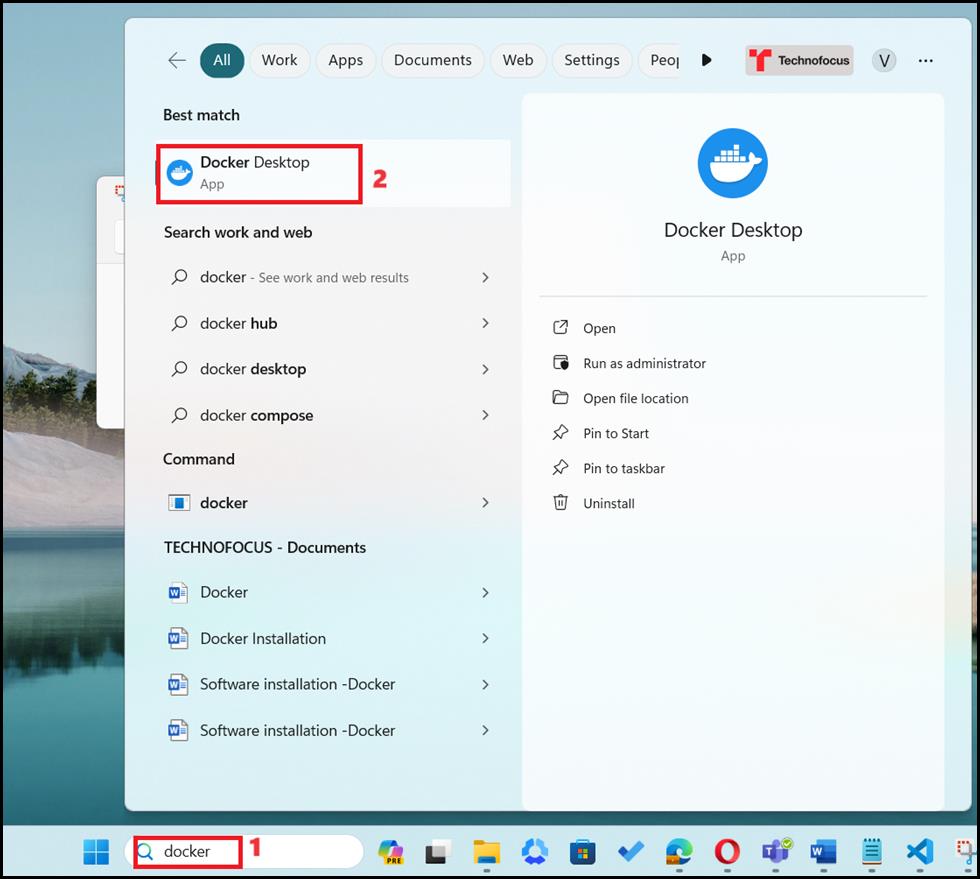 All
Work
Apps
Documents
Web
Settings
Technofocus
V
Best match
Docker Desktop
App
2
Search work and web
docker - See work and web results
docker hub
docker desktop
docker compose
Command
docker
TECHNOFOCUS - Documents
Docker
Docker Installation
Software installation -Docker
Software installation -Docker
Docker Desktop
App
Open
Run as administrator
Open file location
Pin to Start
Pin to taskbar
Uninstall
docker
1
PRE